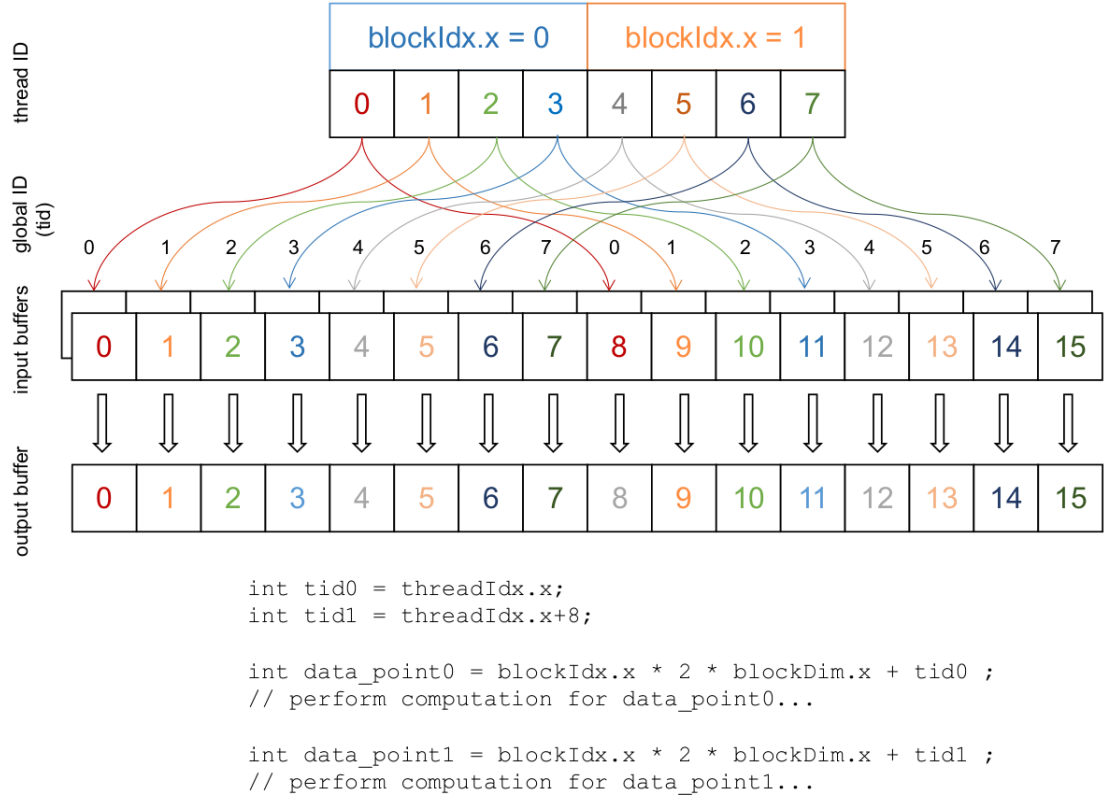 blockIdx.x = 0 blockIdx.x = 1
thread ID
0 1 2 3 4 5 6 7
global ID
(tid)
0 1 2 3 4 5 6 7 0 1 2 3 4 5 6 7
input buffers
0 1 2 3 4 5 6 7 8 9 10 11 12 13 14 15
output buffer
0 1 2 3 4 5 6 7 8 9 10 11 12 13 14 15
int tid0 = threadIdx.x;
int tid1 = threadIdx.x+8;
int data_point0 = blockIdx.x * 2 * blockDim.x + tid0 ;
// perform computation for data_point0...
int data_point1 = blockIdx.x * 2 * blockDim.x + tid1 ;
// perform computation for data_point1...